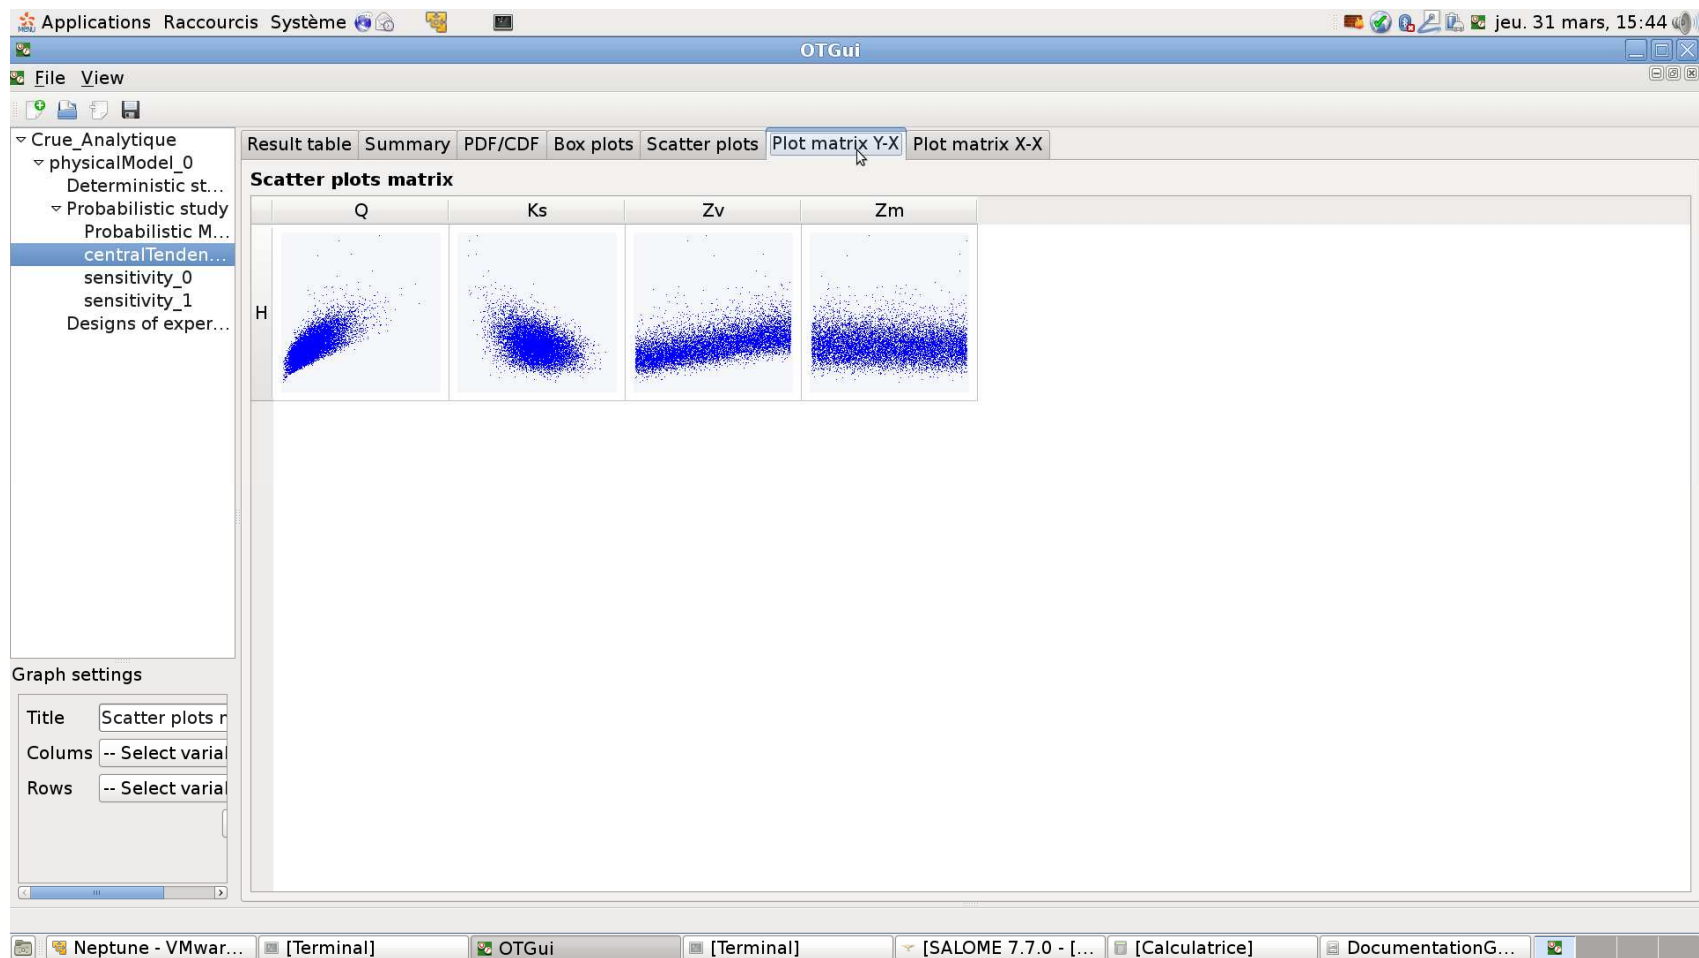 Applications Raccourcis Système jeu. 31 mars, 15:44
OTGui
File View
Crue_Analytique
physicalModel_0
Deterministic st...
Probabilistic study
Probabilistic M...
centralTenden...
sensitivity_0
sensitivity_1
Designs of exper...
Result table Summary PDF/CDF Box plots Scatter plots Plot matrix Y-X Plot matrix X-X
Scatter plots matrix
Q Ks Zv Zm
H
Graph settings
Title Scatter plots
Colums -- Select varial
Rows -- Select varial
Neptune - VMwar... [Terminal] OTGui [Terminal] [SALOME 7.7.0 - [... [Calculatrice] DocumentationG...